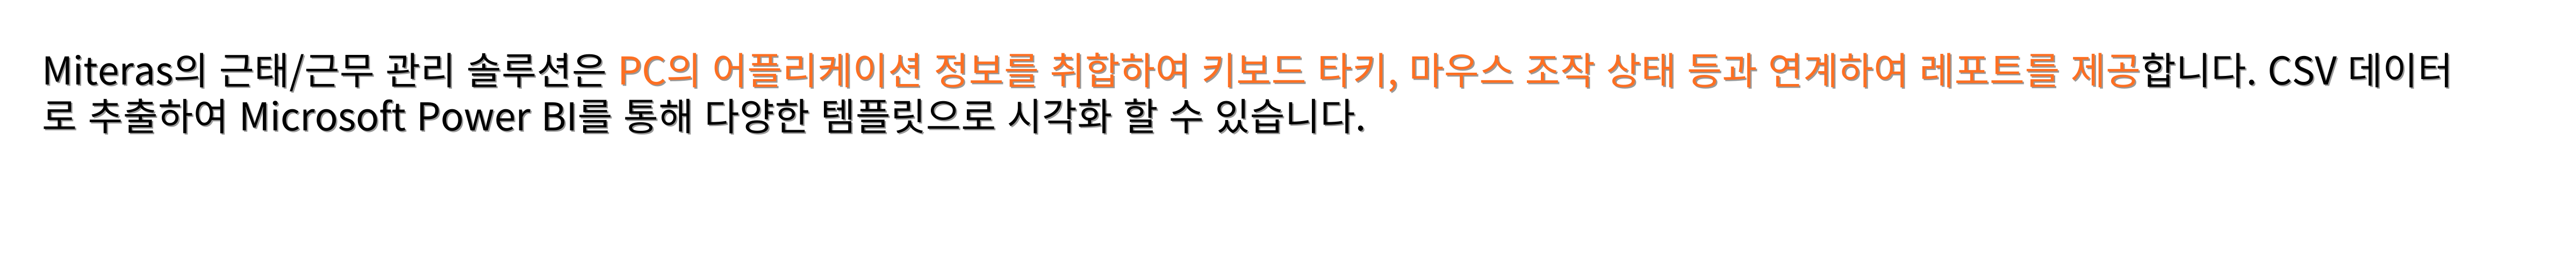 Miteras의 근태/근무 관리 솔루션은 PC의 어플리케이션 정보를 취합하여 키보드 타키, 마우스 조작 상태 등과 연계하여 레포트를 제공합니다. CSV 데이터
로 추출하여 Microsoft Power BI를 통해 다양한 템플릿으로 시각화 할 수 있습니다.